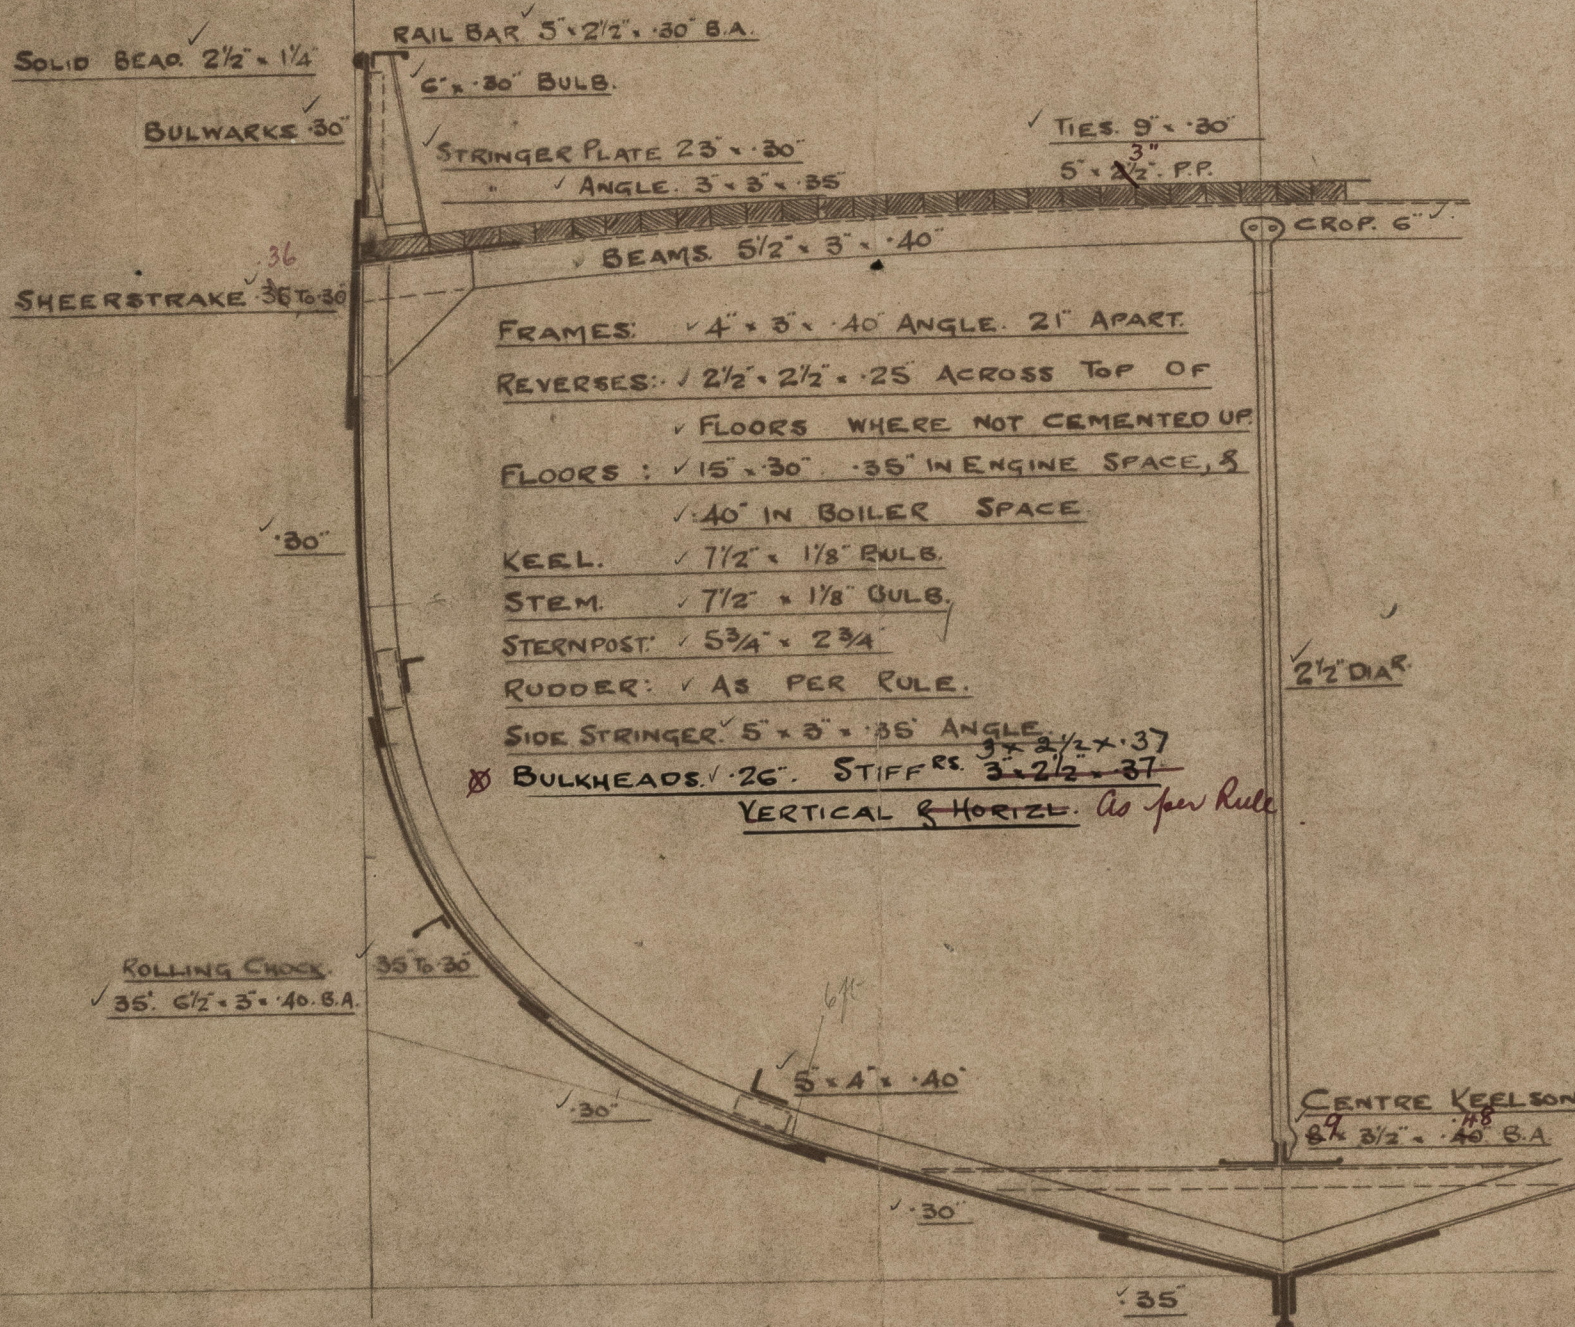 RAIL BAR 5" × 2½" × .30" B.A.
SOLID BEAD. 2½" × 1¼"
6" × .30" BULB.
BULWARKS .30"
STRINGER PLATE 23" × .30"
" ANGLE. 3" × 3" × .35"
TIES. 9" × .30"
3"
5" × 2½". P.P.
CROP. 6"
BEAMS. 5½" × 3" × .40"
.36
SHEERSTRAKE .35 TO .30"
FRAMES: 4" × 3" × .40" ANGLE. 21" APART.
REVERSES: 2½" × 2½" × .25" ACROSS TOP OF
FLOORS WHERE NOT CEMENTED UP.
FLOORS : 15" × .30" .35" IN ENGINE SPACE, &
.40" IN BOILER SPACE.
.30"
KEEL. 7½" × 1⅛" BULB.
STEM. 7½" × 1⅛" BULB.
STERNPOST: 5¾" × 2¾"
RUDDER: AS PER RULE.
2½" DIAR.
SIDE STRINGER. 5" × 3" × .35" ANGLE.
3 × 2½ × .37
BULKHEADS. .26". STIFFRS. 3" × 2½" × .37
VERTICAL & HORIZL. As per Rule
ROLLING CHOCK.
.35 TO .30"
35'. 6½" × 3" × .40. B.A.
6 ft
5" × 4" × .40"
.30"
CENTRE KEELSON
9 .48
8" × 3½" × .40" B.A.
.30"
.35"